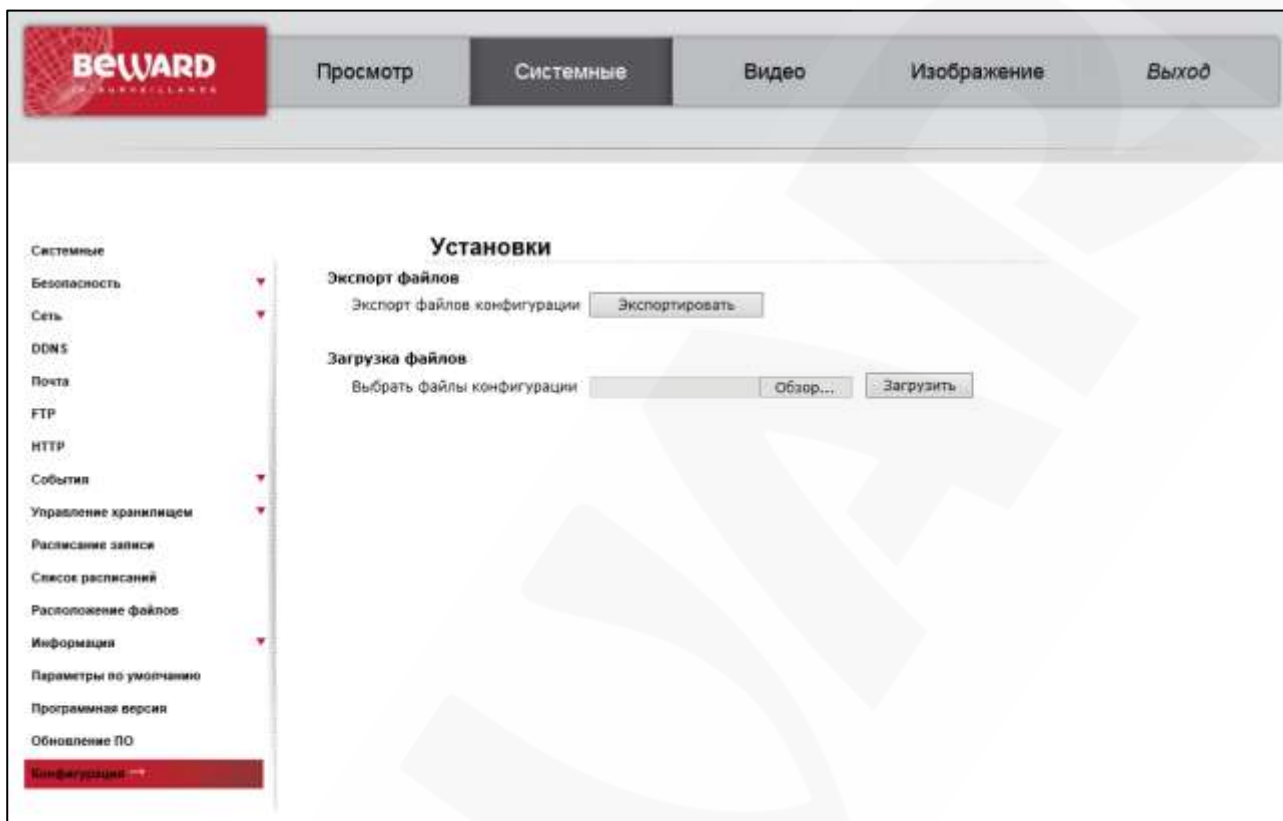 BEWARD
IP SURVEILLANCE
Просмотр
Системные
Видео
Изображение
Выход
Системные
Безопасность
Сеть
DDNS
Почта
FTP
HTTP
События
Управление хранилищем
Расписание записи
Список расписаний
Расположение файлов
Информация
Параметры по умолчанию
Программная версия
Обновление ПО
Конфигурация
Установки
Экспорт файлов
Экспорт файлов конфигурации Экспортировать
Загрузка файлов
Выбрать файлы конфигурации Обзор... Загрузить